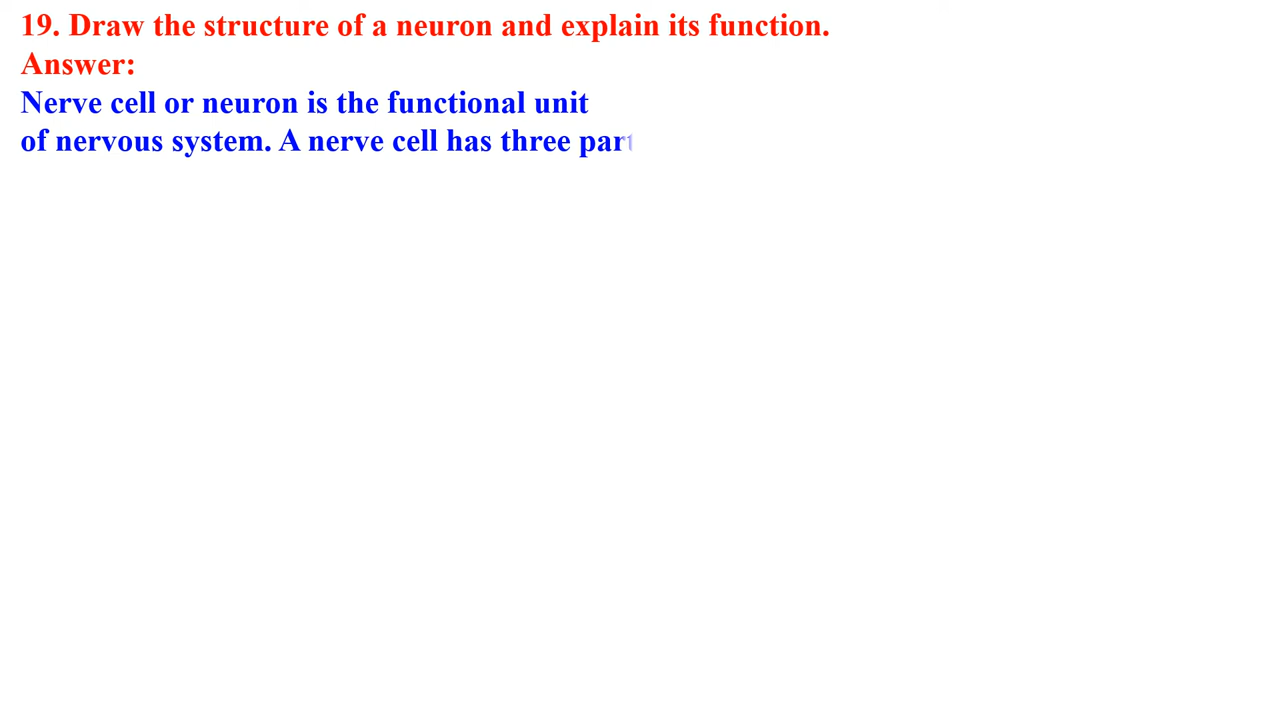 19. Draw the structure of a neuron and explain its function.
Answer:
Nerve cell or neuron is the functional unit
of nervous system. A nerve cell has three part